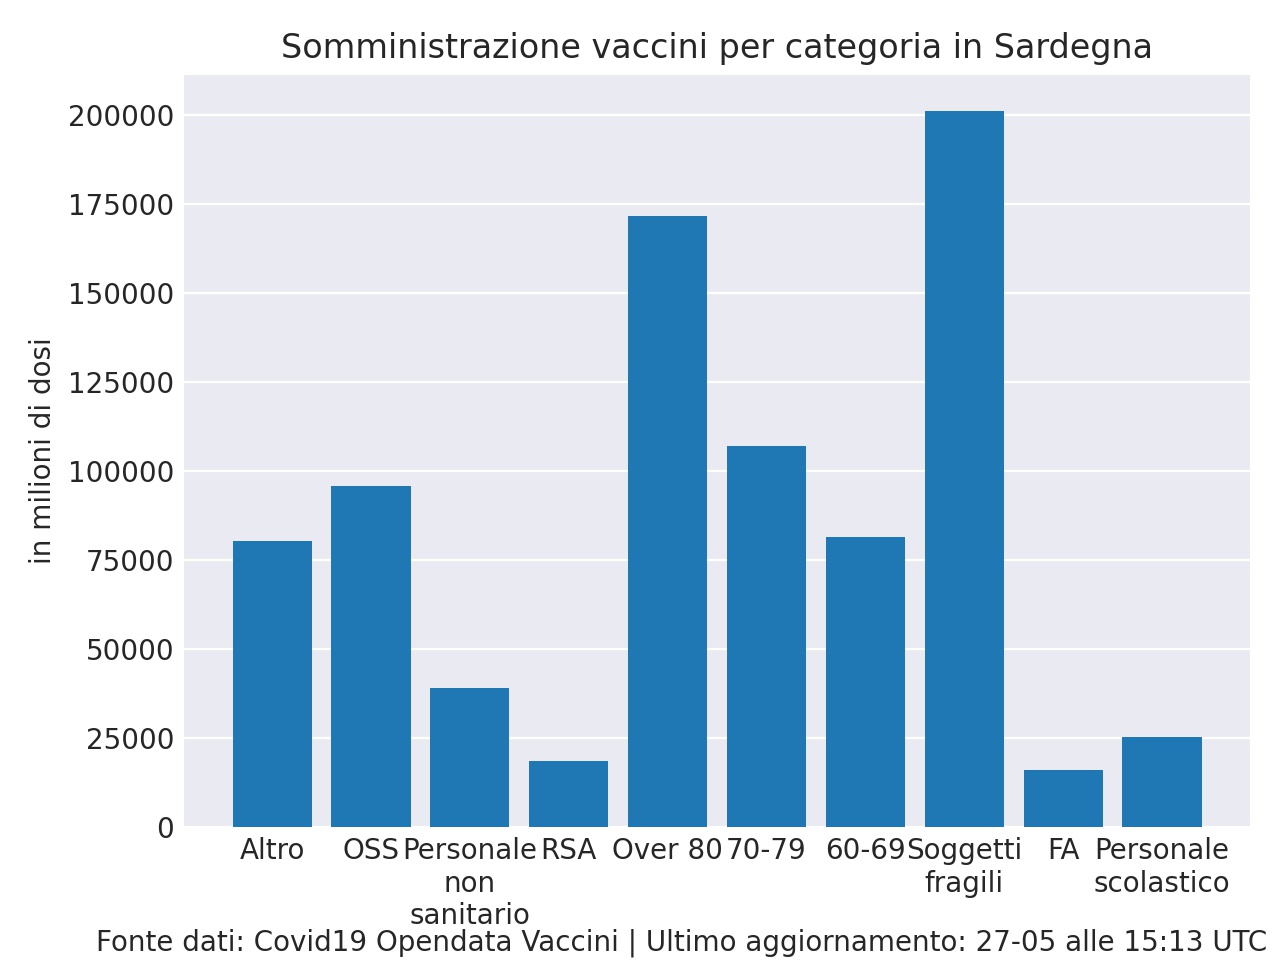 Somministrazione vaccini per categoria in Sardegna
in milioni di dosi
200000
175000
150000
125000
100000
75000
50000
25000
0
Altro
OSS
Personale
non
sanitario
RSA
Over 80
70-79
60-69
Soggetti
fragili
FA
Personale
scolastico
Fonte dati: Covid19 Opendata Vaccini | Ultimo aggiornamento: 27-05 alle 15:13 UTC